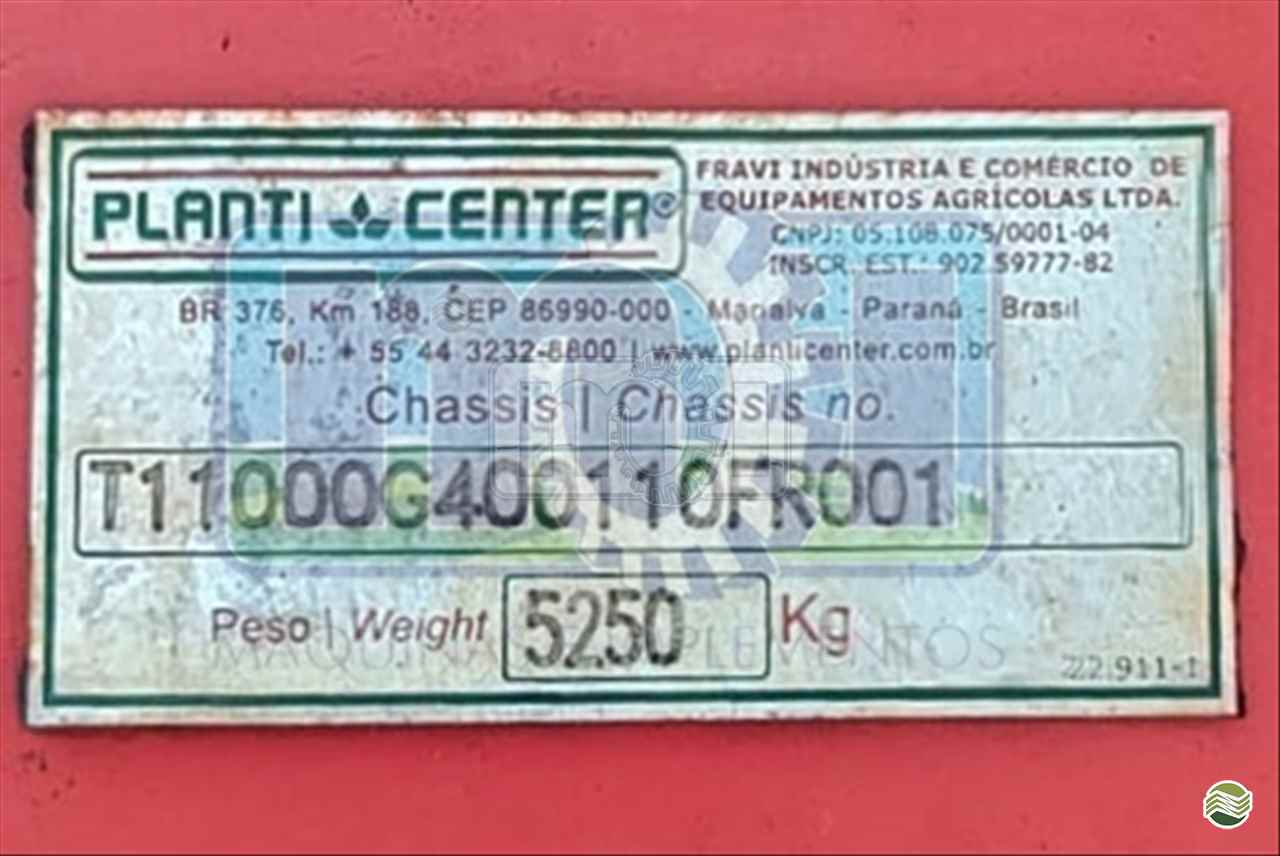 PLANTI CENTER®
FRAVI INDÚSTRIA E COMÉRCIO DE
EQUIPAMENTOS AGRÍCOLAS LTDA.
CNPJ: 05.108.075/0001-04
INSCR. EST.: 902 59777-82
BR 376, Km 188, CEP 86990-000 - Marialva - Paraná - Brasil
Tel.: + 55 44 3232-8800 | www.planticenter.com.br
Chassis | Chassis no.
T11000G400110FR001
Peso | Weight 5250 Kg
22.911-1